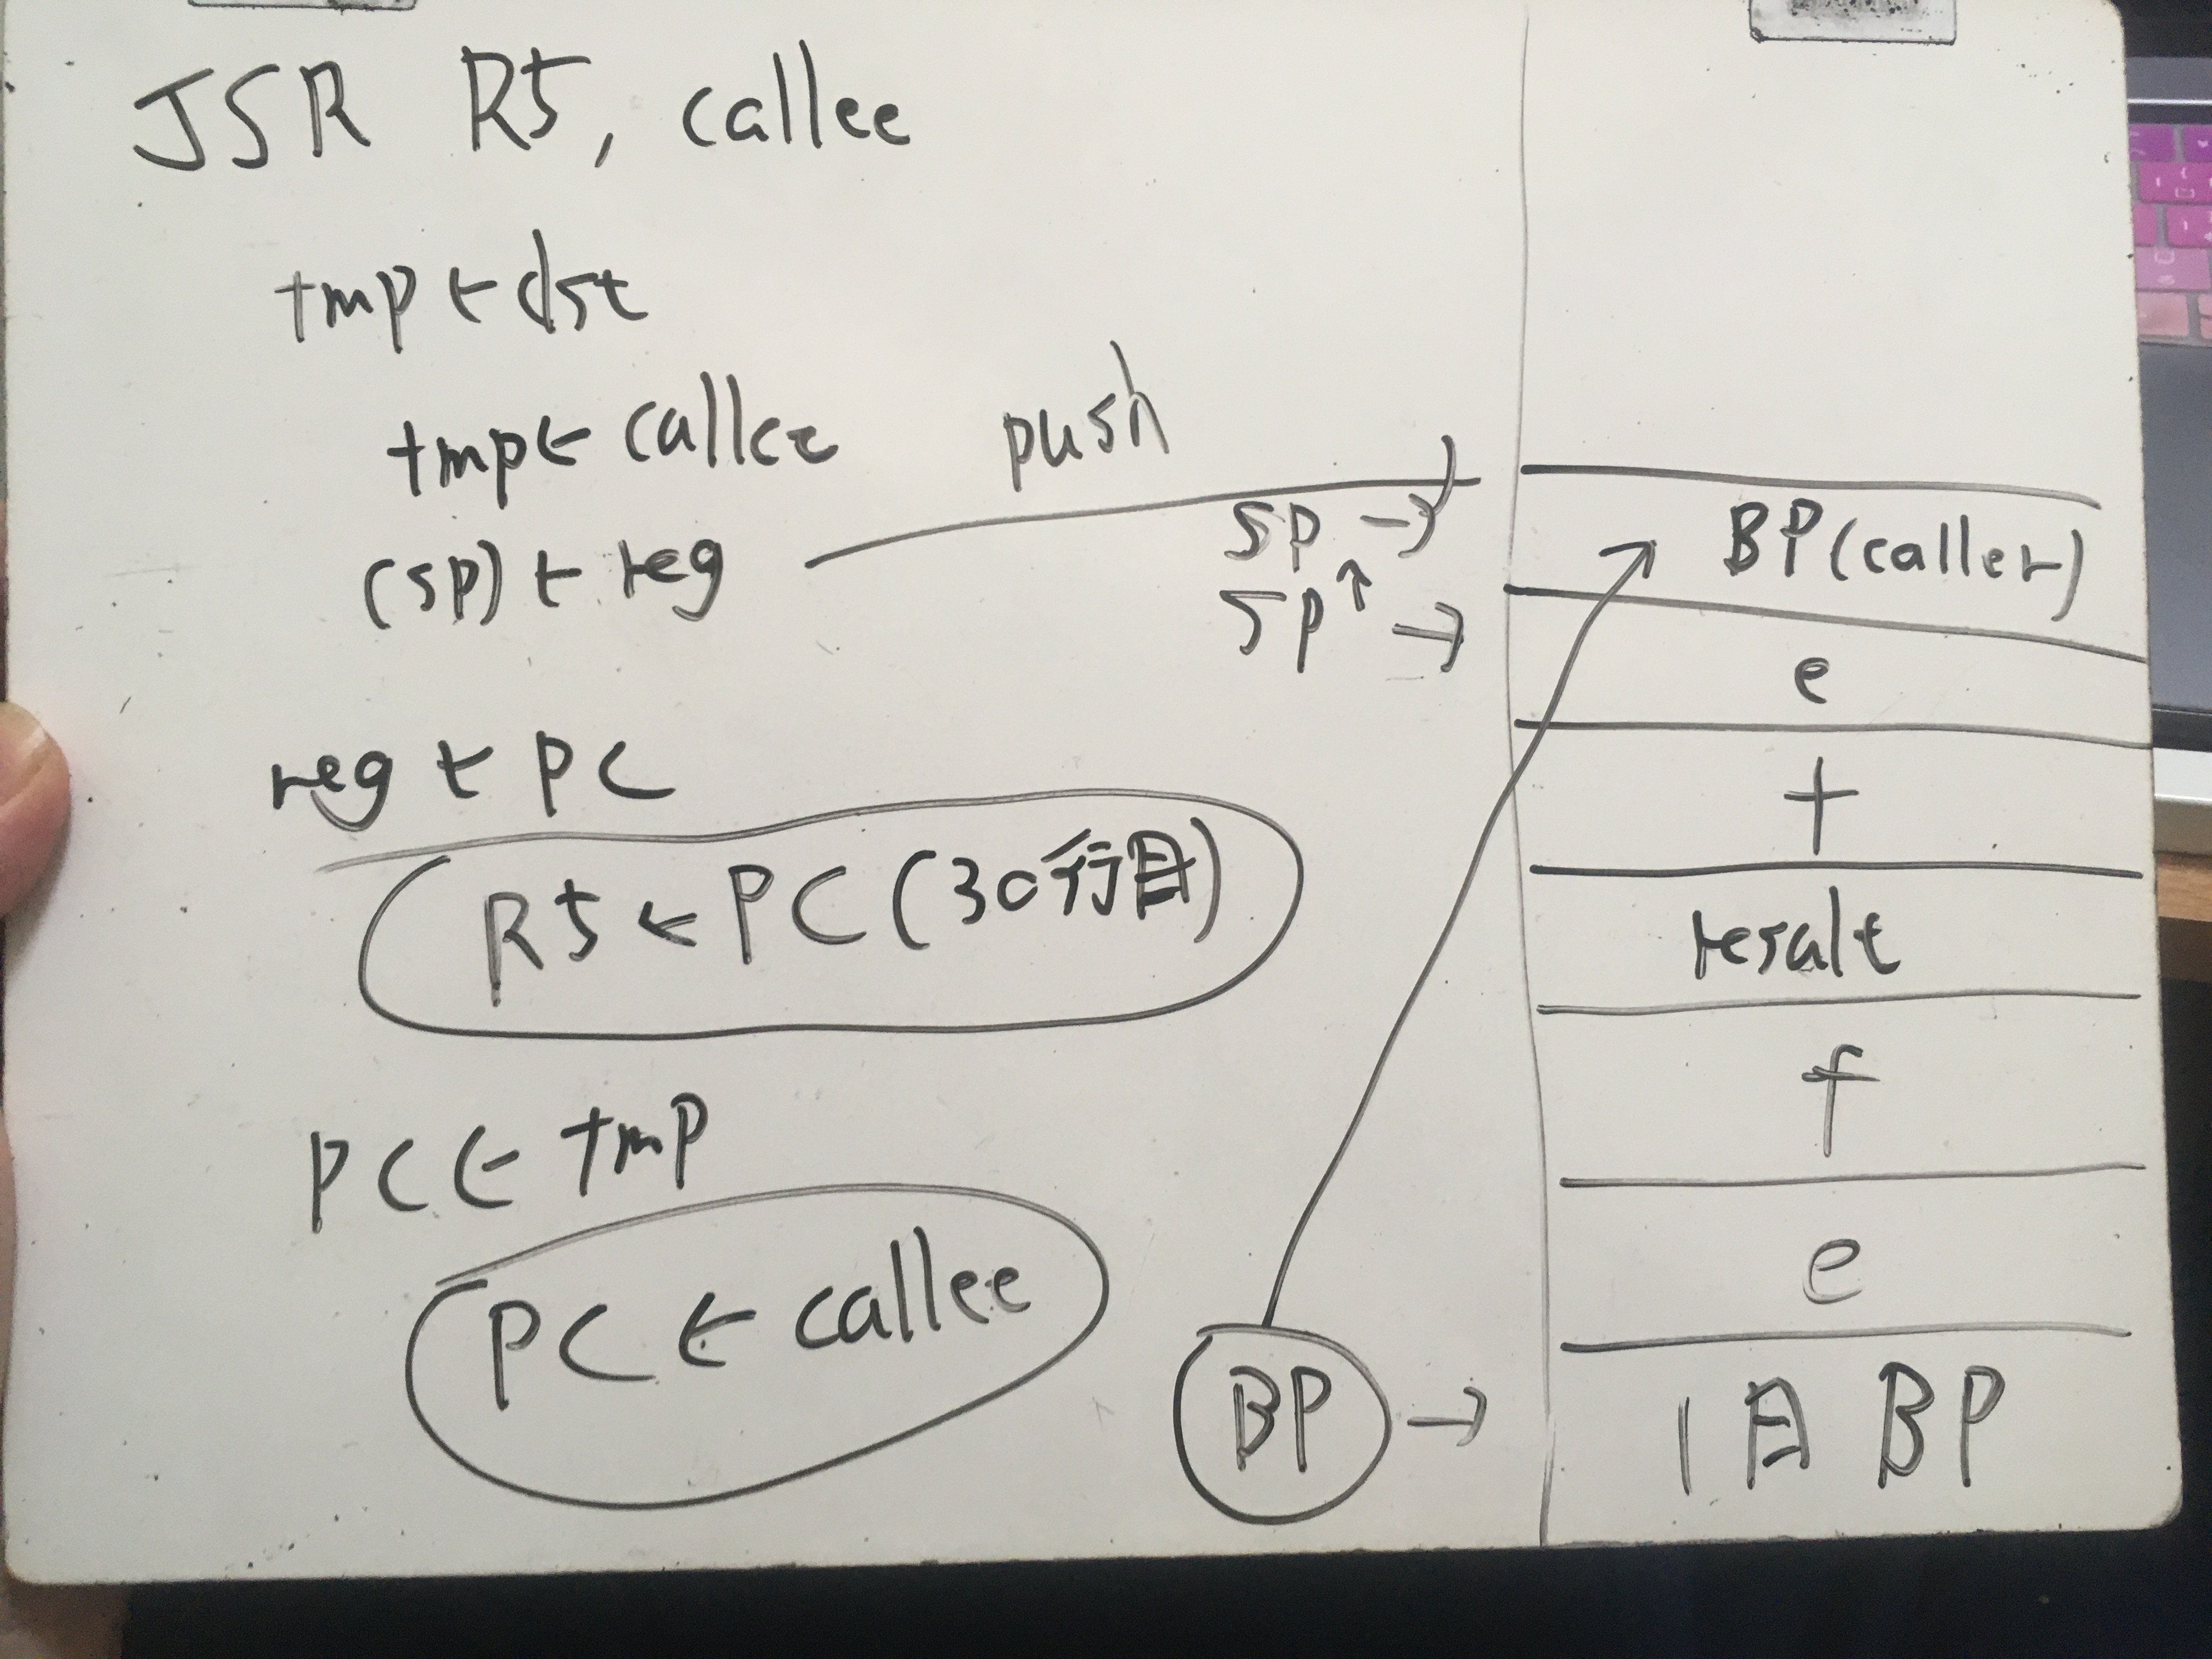 JSR R5, callee
tmp ← dst
tmp ← callee
push
(SP) ← reg
SP →
SP ↑ →
reg ← PC
R5 ← PC (30行目)
PC ← tmp
PC ← callee
BP →
BP (caller)
e
+
resalt
f
e
旧 BP